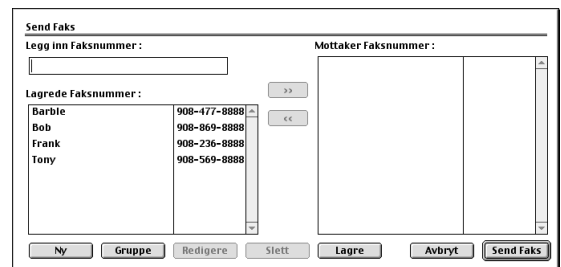 Send Faks
Legg inn Faksnummer :
Mottaker Faksnummer :
>>
Lagrede Faksnummer :
<<
Barbie 908-477-8888
Bob 908-869-8888
Frank 908-236-8888
Tony 908-569-8888
Ny Gruppe Redigere Slett Lagre Avbryt Send Faks